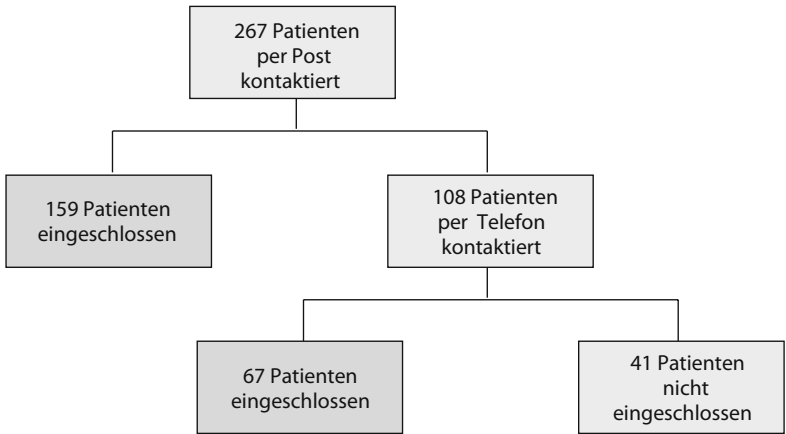 267 Patienten
per Post
kontaktiert
159 Patienten
eingeschlossen
108 Patienten
per Telefon
kontaktiert
67 Patienten
eingeschlossen
41 Patienten
nicht
eingeschlossen